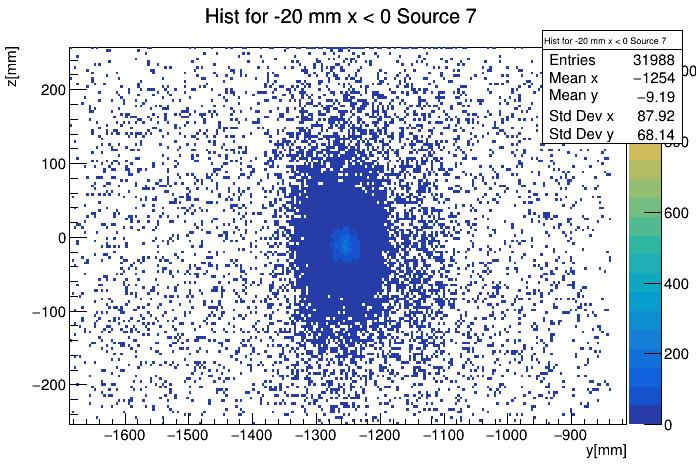 Hist for -20 mm x < 0 Source 7
Hist for -20 mm x < 0 Source 7
Entries 31988
Mean x −1254
Mean y −9.19
Std Dev x 87.92
Std Dev y 68.14
z[mm]
200
100
0
−100
−200
−1600 −1500 −1400 −1300 −1200 −1100 −1000 −900
y[mm]
600
400
200
0